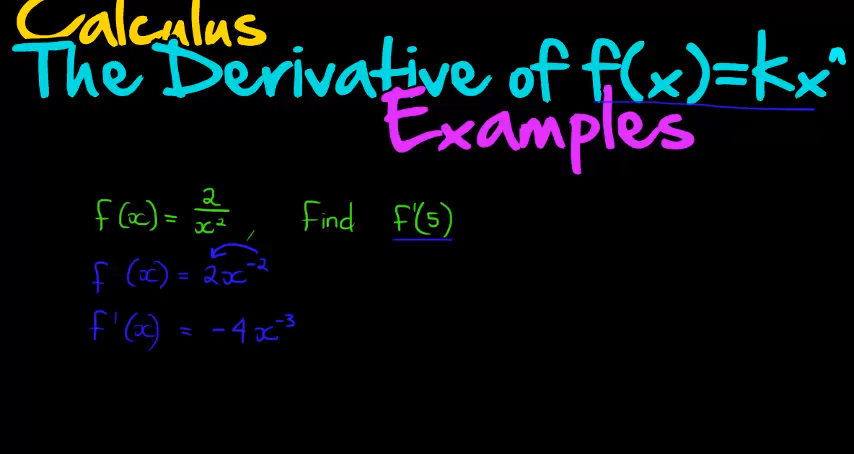 Calculus
The Derivative of f(x)=kxⁿ
Examples
f(x) = 2/x², Find f'(5)
f(x) = 2x⁻²
f'(x) = -4x⁻³